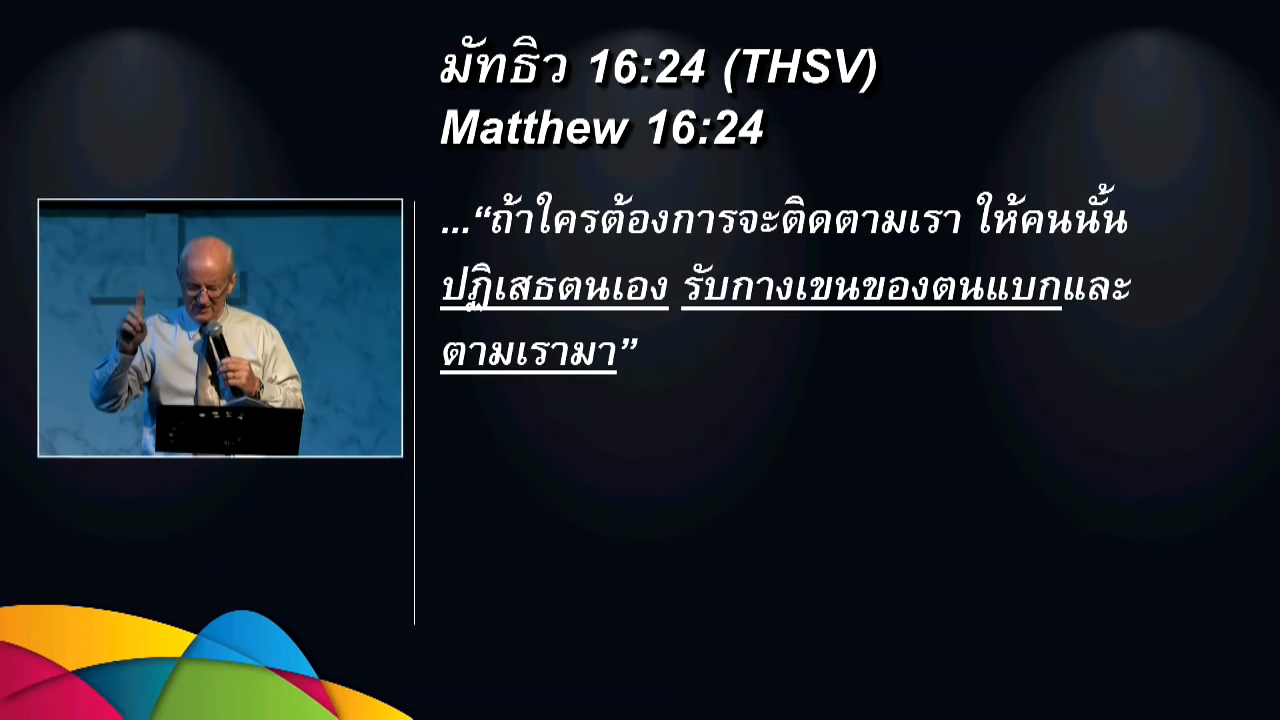 มัทธิว 16:24 (THSV)
Matthew 16:24
...“ถ้าใครต้องการจะติดตามเรา ให้คนนั้น
ปฏิเสธตนเอง รับกางเขนของตนแบกและ
ตามเรามา”